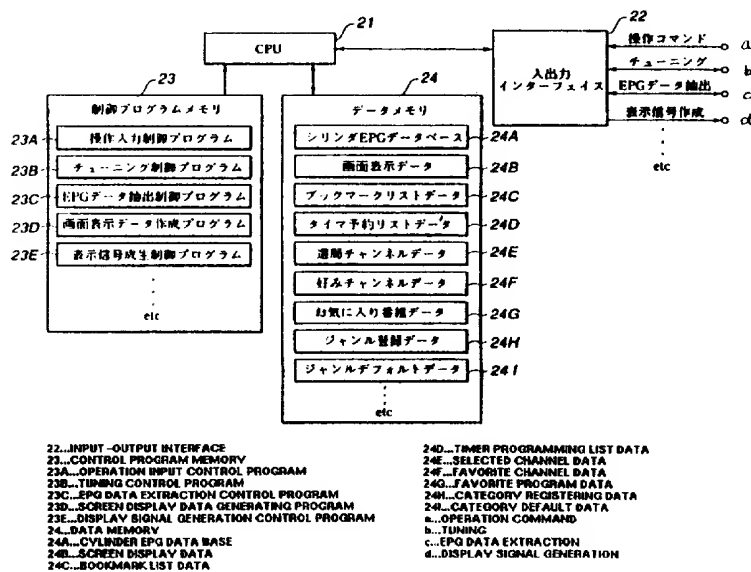 21
CPU
22
入出力
インターフェイス
操作コマンド
a
チューニング
b
EPGデータ抽出
c
表示信号作成
d
etc
23
制御プログラムメモリ
23A
操作入力制御プログラム
23B
チューニング制御プログラム
23C
EPGデータ抽出制御プログラム
23D
画面表示データ作成プログラム
23E
表示信号成生制御プログラム
etc
24
データメモリ
シリンダEPGデータベース
24A
画面表示データ
24B
ブックマークリストデータ
24C
タイマ予約リストデータ
24D
選局チャンネルデータ
24E
好みチャンネルデータ
24F
お気に入り番組データ
24G
ジャンル登録データ
24H
ジャンルデフォルトデータ
24I
etc
22...INPUT-OUTPUT INTERFACE
23...CONTROL PROGRAM MEMORY
23A...OPERATION INPUT CONTROL PROGRAM
23B...TUNING CONTROL PROGRAM
23C...EPG DATA EXTRACTION CONTROL PROGRAM
23D...SCREEN DISPLAY DATA GENERATING PROGRAM
23E...DISPLAY SIGNAL GENERATION CONTROL PROGRAM
24...DATA MEMORY
24A...CYLINDER EPG DATA BASE
24B...SCREEN DISPLAY DATA
24C...BOOKMARK LIST DATA
24D...TIMER PROGRAMMING LIST DATA
24E...SELECTED CHANNEL DATA
24F...FAVORITE CHANNEL DATA
24G...FAVORITE PROGRAM DATA
24H...CATEGORY REGISTERING DATA
24I...CATEGORY DEFAULT DATA
a...OPERATION COMMAND
b...TUNING
c...EPG DATA EXTRACTION
d...DISPLAY SIGNAL GENERATION